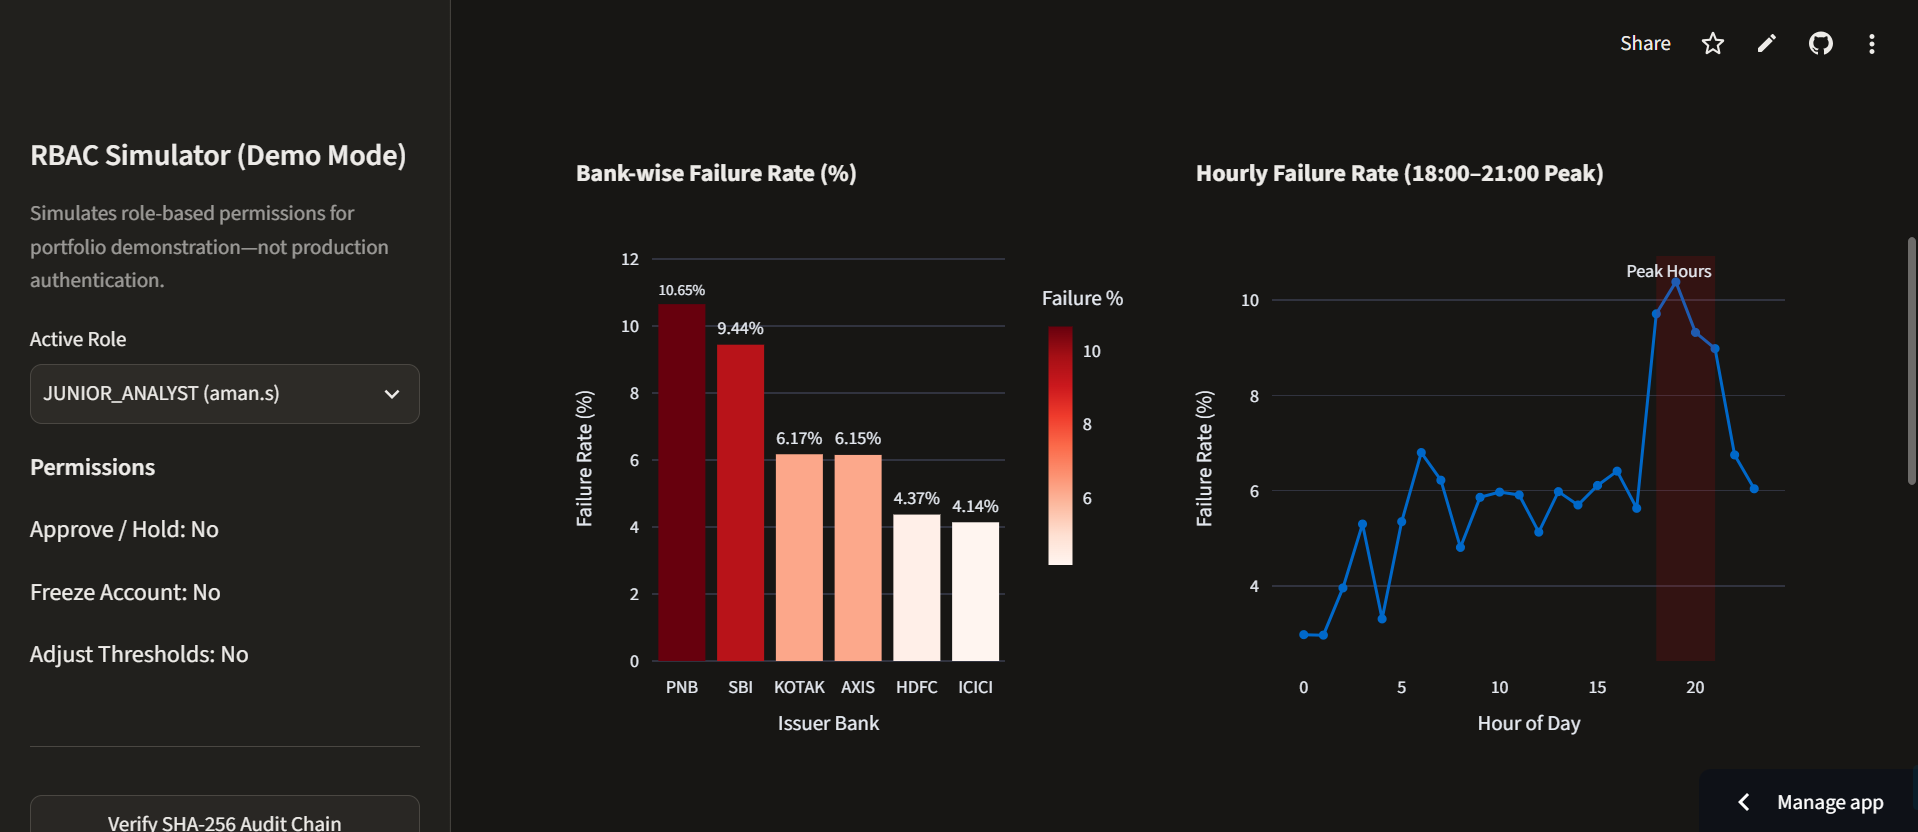 Share
RBAC Simulator (Demo Mode)
Simulates role-based permissions for
portfolio demonstration—not production
authentication.
Active Role
JUNIOR_ANALYST (aman.s)
Permissions
Approve / Hold: No
Freeze Account: No
Adjust Thresholds: No
Verify SHA-256 Audit Chain
Bank-wise Failure Rate (%)
12
10
8
6
4
2
0
Failure Rate (%)
10.65%
9.44%
6.17%
6.15%
4.37%
4.14%
PNB
SBI
KOTAK
AXIS
HDFC
ICICI
Issuer Bank
Failure %
10
8
6
Hourly Failure Rate (18:00–21:00 Peak)
Peak Hours
10
8
6
4
Failure Rate (%)
0
5
10
15
20
Hour of Day
Manage app